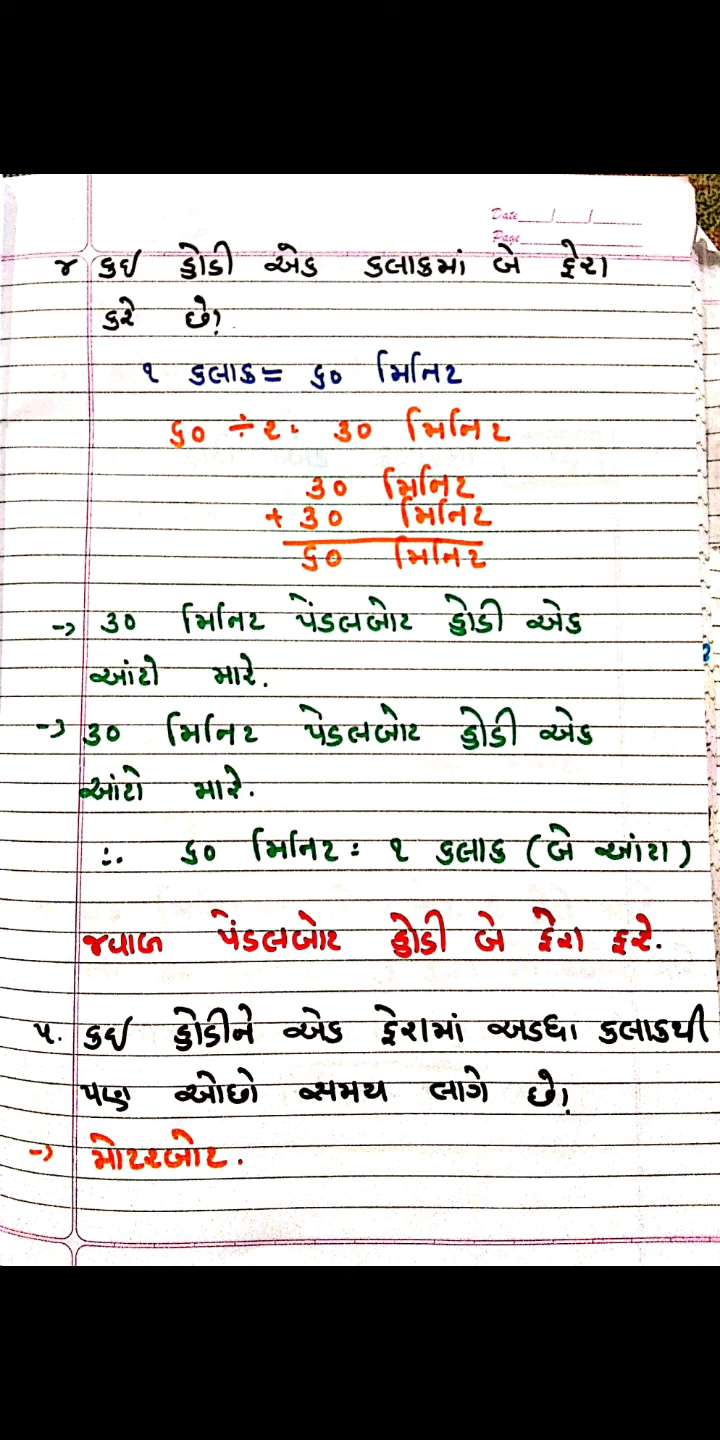 Date / /
Page
૪ કઈ હોડી એક કલાકમાં બે ફેરા
કરે છે?
૧ કલાક = ૬૦ મિનિટ
૬૦ ÷ ૨ = ૩૦ મિનિટ
૩૦ મિનિટ
+ ૩૦ મિનિટ
૬૦ મિનિટ
-> ૩૦ મિનિટ પેંડલબોટ હોડી એક
આંટો મારે.
-> ૩૦ મિનિટ પેડલબોટ હોડી એક
આંટો મારે.
∴ ૬૦ મિનિટ = ૧ કલાક (બે આંટા)
જવાબ પેંડલબોટ હોડી બે ફેરા ફરે.
૫. કઈ હોડીને એક ફેરામાં અડધા કલાકથી
પણ ઓછો સમય લાગે છે?
-> મોટરબોટ.